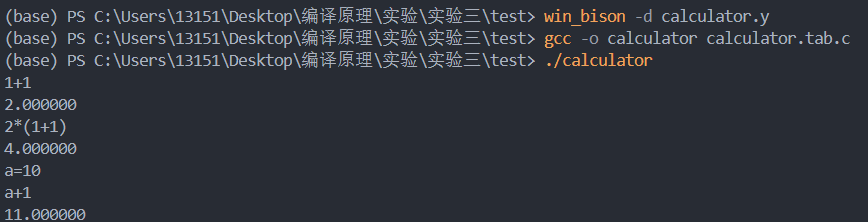 (base) PS C:\Users\13151\Desktop\编译原理\实验\实验三\test> win_bison -d calculator.y
(base) PS C:\Users\13151\Desktop\编译原理\实验\实验三\test> gcc -o calculator calculator.tab.c
(base) PS C:\Users\13151\Desktop\编译原理\实验\实验三\test> ./calculator
1+1
2.000000
2*(1+1)
4.000000
a=10
a+1
11.000000